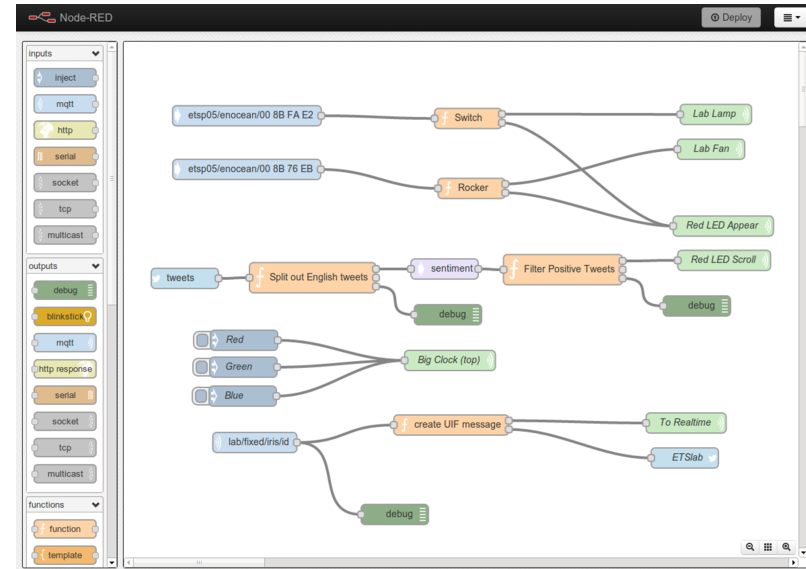 Node-RED
Deploy
inputs
inject
mqtt
http
serial
socket
tcp
multicast
outputs
debug
blinkstick
mqtt
http response
serial
socket
tcp
multicast
functions
function
template
etsp05/enocean/00 8B FA E2
Switch
Lab Lamp
Lab Fan
etsp05/enocean/00 8B 76 EB
Rocker
Red LED Appear
tweets
Split out English tweets
sentiment
Filter Positive Tweets
Red LED Scroll
debug
debug
Red
Green
Blue
Big Clock (top)
lab/fixed/iris/id
create UIF message
To Realtime
ETSlab
debug